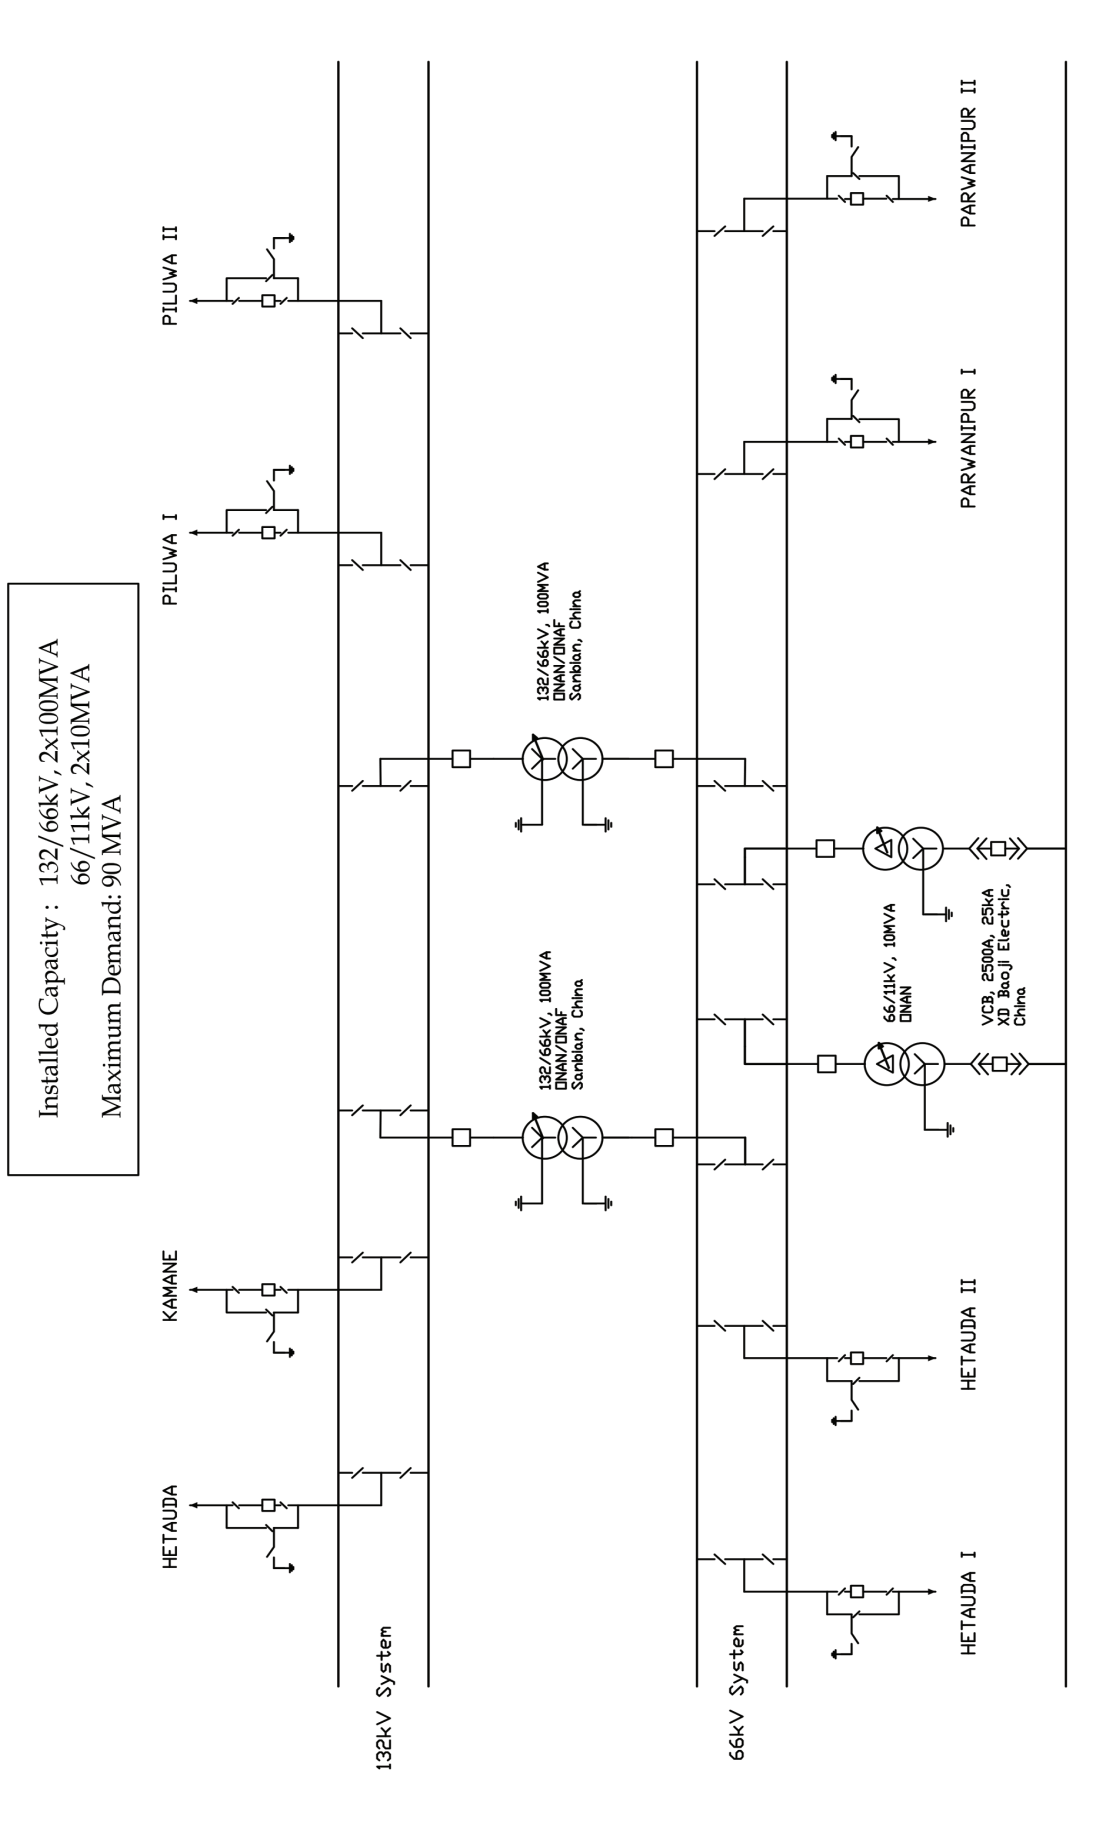 Installed Capacity : 132/66kV, 2x100MVA
66/11kV, 2x10MVA
Maximum Demand: 90 MVA
HETAUDA
KAMANE
PILUWA I
PILUWA II
132kV System
132/66kV, 100MVA
ONAN/ONAF
Sanbian, China
132/66kV, 100MVA
ONAN/ONAF
Sanbian, China
66kV System
66/11kV, 10MVA
ONAN
VCB, 2500A, 25kA
XD Baoji Electric,
China
HETAUDA I
HETAUDA II
PARWANIPUR I
PARWANIPUR II